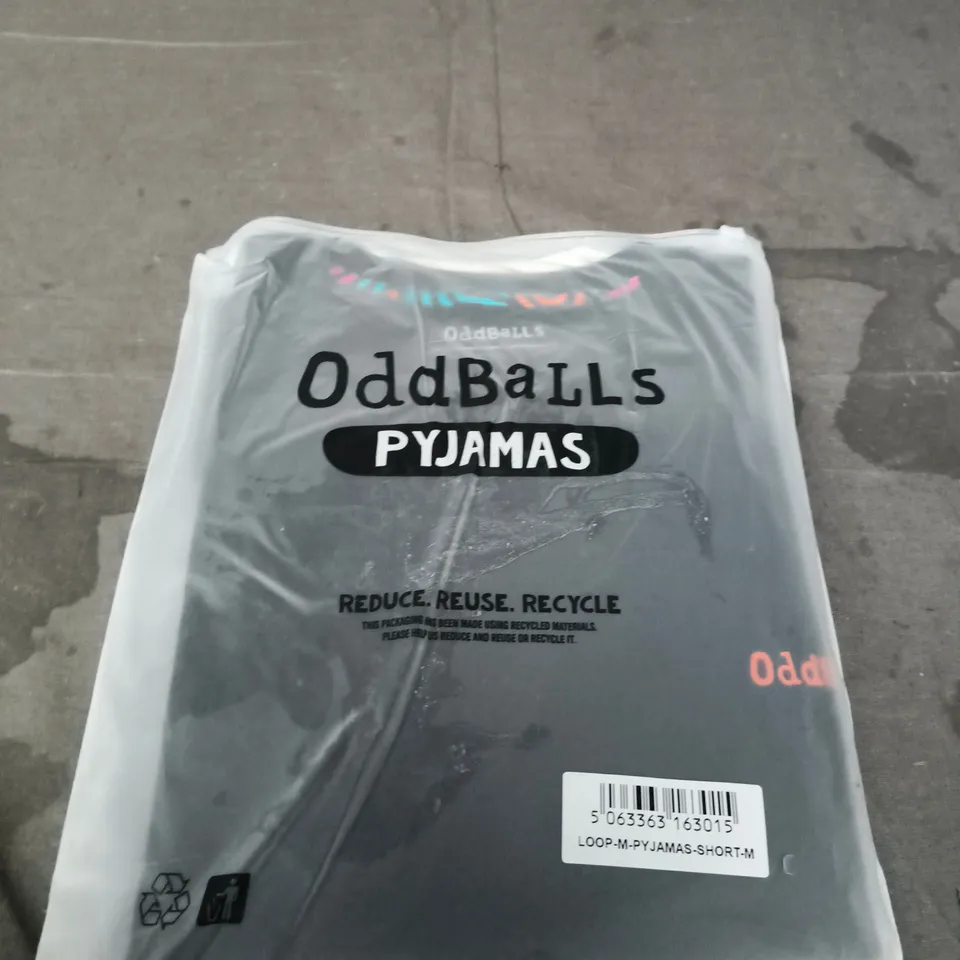 OddBaLLs
OddBaLLs
PYJAMAS
REDUCE. REUSE. RECYCLE
THIS PACKAGING HAS BEEN MADE USING RECYCLED MATERIALS.
PLEASE HELP US REDUCE AND REUSE OR RECYCLE IT.
Odd
5 063363 163015
LOOP-M-PYJAMAS-SHORT-M